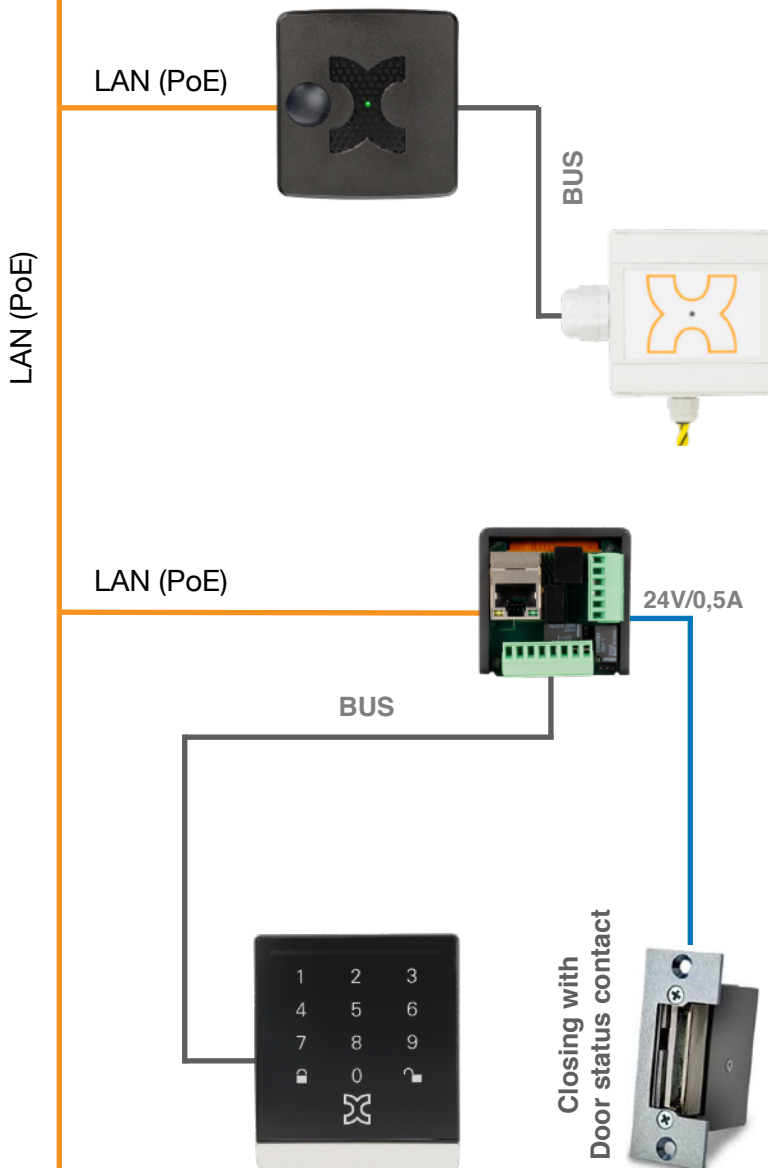 LAN (PoE)
BUS
LAN (PoE)
LAN (PoE)
24V/0,5A
BUS
1 2 3
4 5 6
7 8 9
0
Closing with
Door status contact